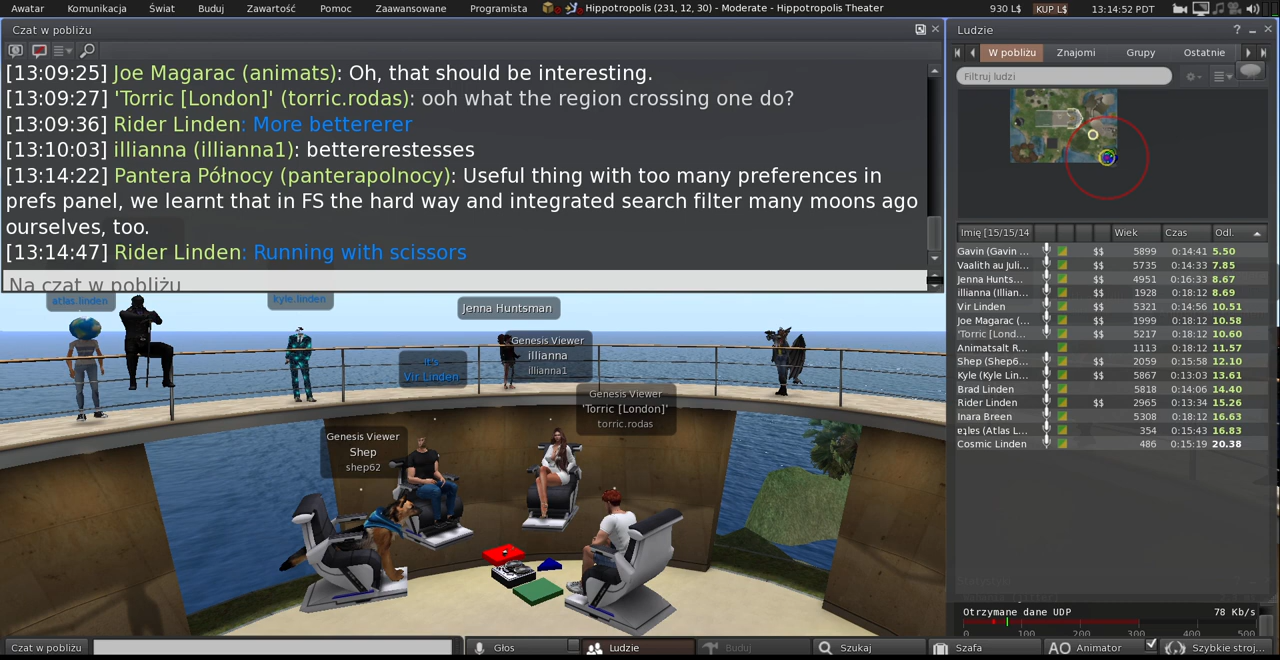 Awatar Komunikacja Świat Buduj Zawartość Pomoc Zaawansowane Programista Hippotropolis (231, 12, 30) - Moderate - Hippotropolis Theater 930 L$ KUP L$ 13:14:52 PDT
Czat w pobliżu
[13:09:25] Joe Magarac (animats): Oh, that should be interesting.
[13:09:27] 'Torric [London]' (torric.rodas): ooh what the region crossing one do?
[13:09:36] Rider Linden: More bettererer
[13:10:03] illianna (illianna1): bettererestesses
[13:14:22] Pantera Północy (panterapolnocy): Useful thing with too many preferences in
prefs panel, we learnt that in FS the hard way and integrated search filter many moons ago
ourselves, too.
[13:14:47] Rider Linden: Running with scissors
Na czat w pobliżu
atlas.linden
kyle.linden
Jenna Huntsman
Genesis Viewer
illianna
illianna1
It's
Vir Linden
Genesis Viewer
'Torric [London]'
torric.rodas
Genesis Viewer
Shep
shep62
Ludzie
W pobliżu Znajomi Grupy Ostatnie
Filtruj ludzi
Imię [15/15/14 Wiek Czas Odl.
Gavin (Gavin ... $$ 5899 0:14:41 5.50
Vaalith au Juli... $$ 5735 0:14:33 7.85
Jenna Hunts... $$ 4951 0:16:33 8.67
illianna (Illian... $$ 1928 0:18:12 8.69
Vir Linden $$ 5321 0:14:56 10.51
Joe Magarac (... $$ 1999 0:18:12 10.58
'Torric [Lond... $$ 5217 0:18:12 10.60
Animatsalt R... 1113 0:18:12 11.57
Shep (Shep6... $$ 2059 0:15:58 12.10
Kyle (Kyle Lin... $$ 5867 0:13:03 13.61
Brad Linden 5818 0:14:06 14.40
Rider Linden $$ 2965 0:13:34 15.26
Inara Breen 5308 0:18:12 16.63
(Atlas L... 354 0:15:43 16.83
Cosmic Linden 486 0:15:19 20.38
Otrzymane dane UDP 78 Kb/s
0 100 200 300 400 500
Czat w pobliżu Głos Ludzie Buduj Szukaj Szafa AO Animator Szybkie stroj...